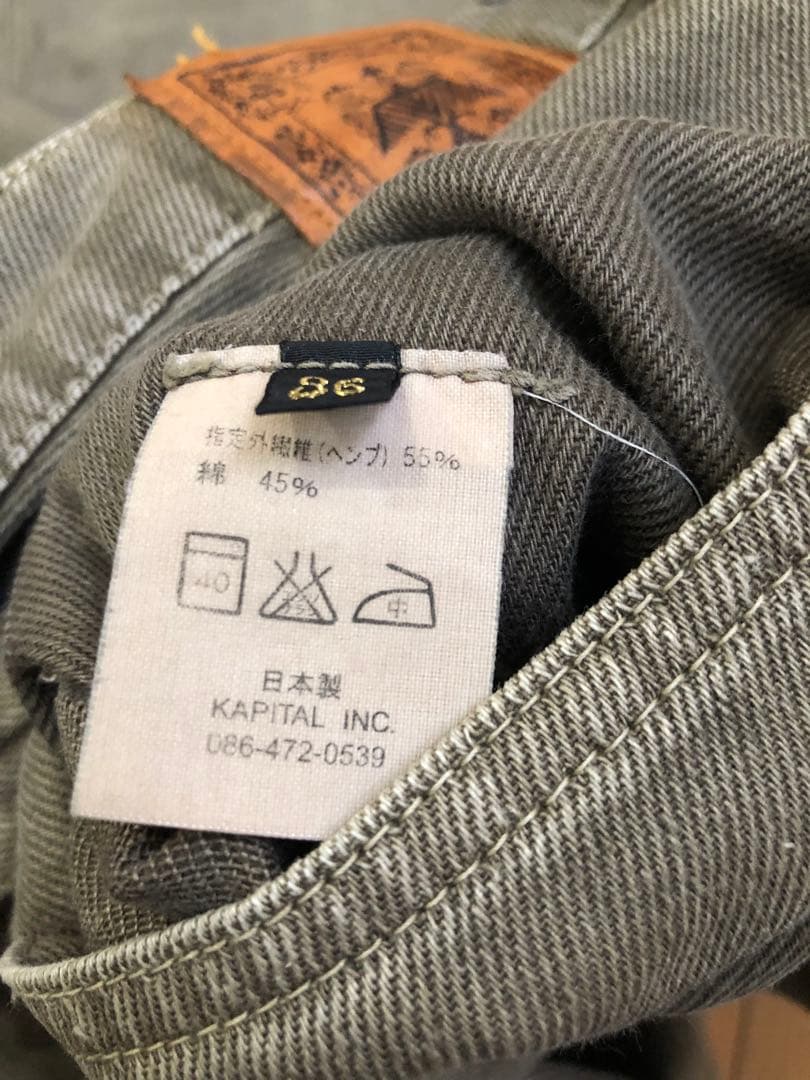 36
指定外繊維(ヘンプ) 55%
綿 45%
40
中
日本製
KAPITAL INC.
086-472-0539